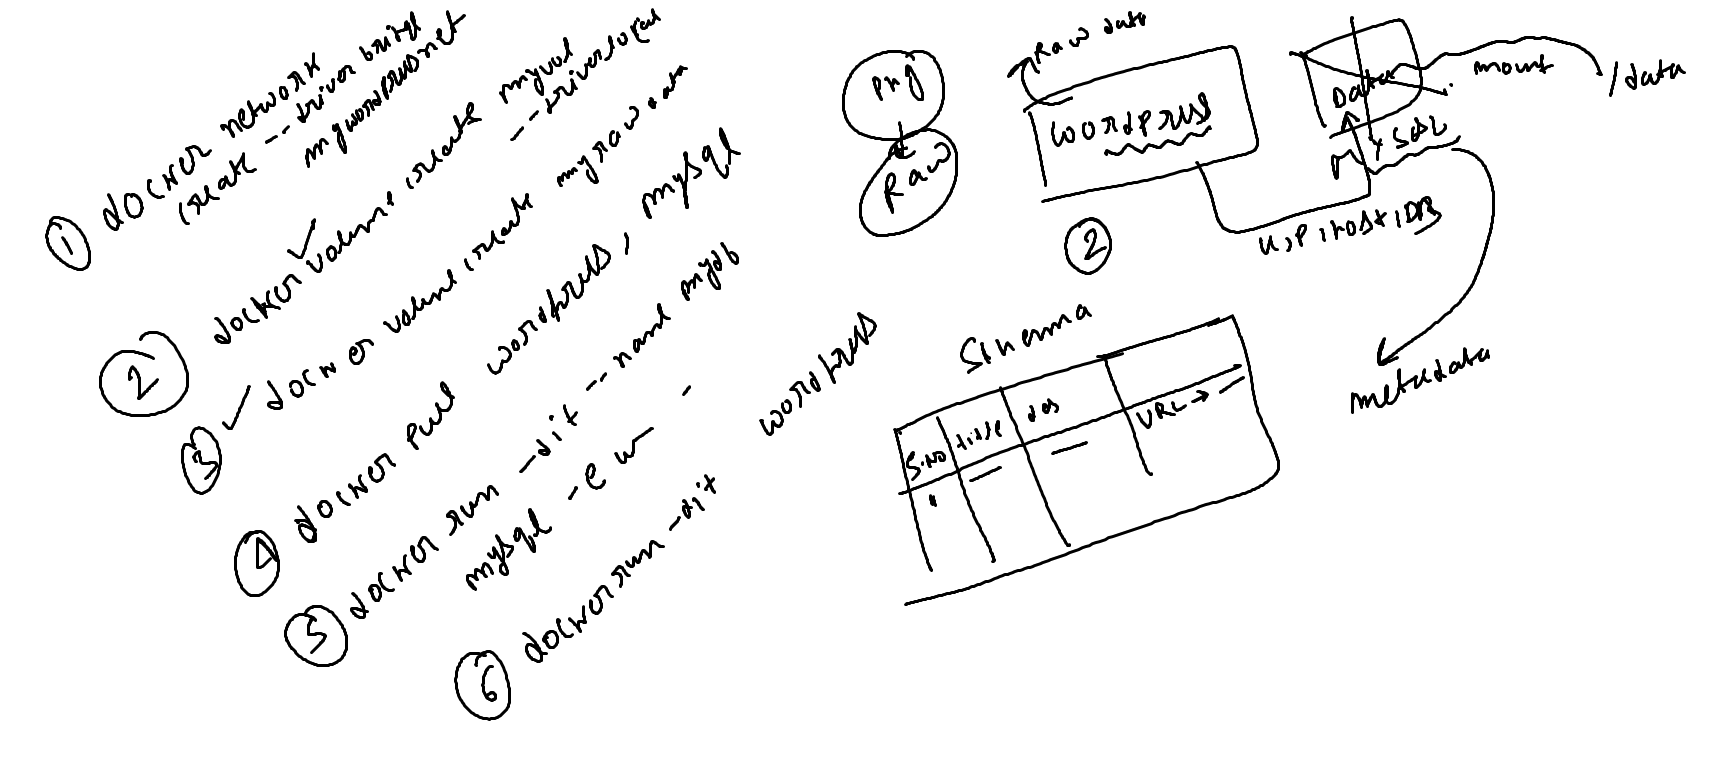 ① docker network
create --driver bridge
mywordpressnet
② docker volume create myvol
--driver local
③ docker volume create myrawdata
④ docker pull wordpress, mysql
⑤ docker run -dit --name mydb
mysql -e w - -
⑥ docker run -dit wordpress
Png
Raw
Raw data
wordpress
②
Data
mount
/data
MySQL
u,P,host,DB
metadata
Schema
S.NO title des URL →